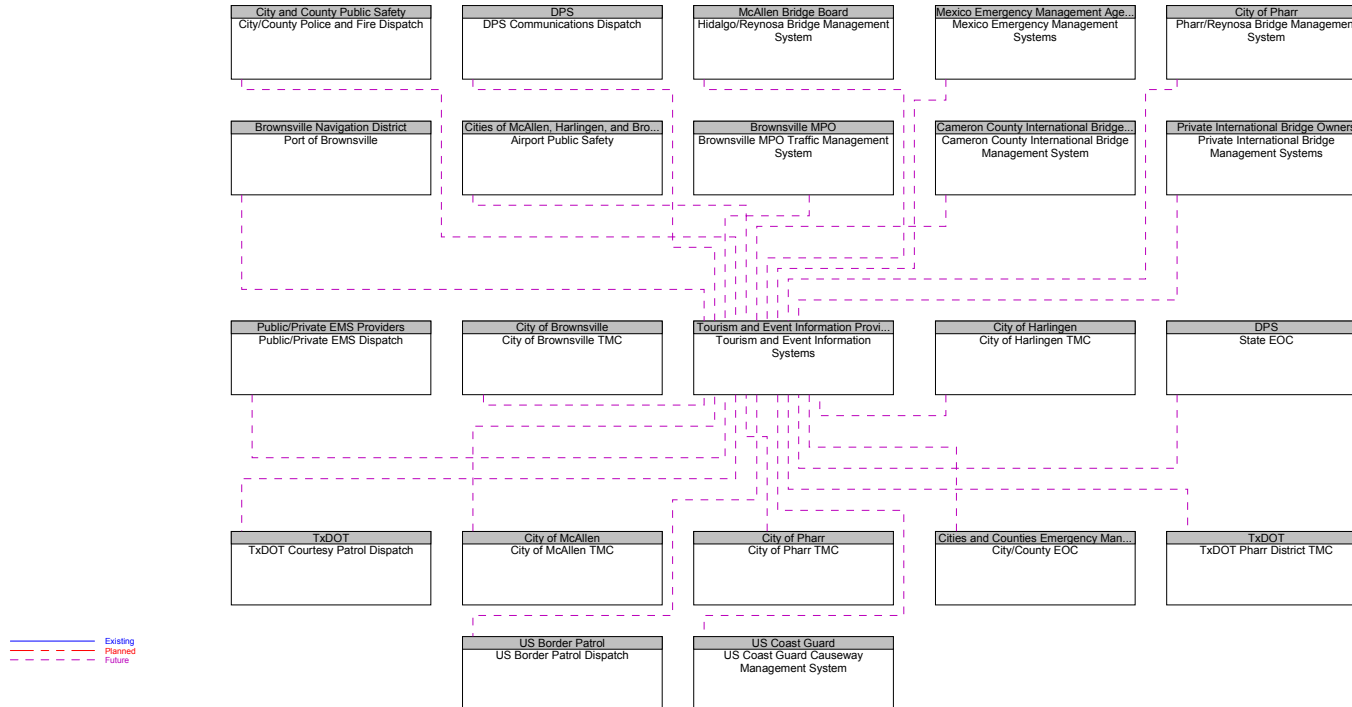 City and County Public Safety
City/County Police and Fire Dispatch
DPS
DPS Communications Dispatch
McAllen Bridge Board
Hidalgo/Reynosa Bridge Management
System
Mexico Emergency Management Age...
Mexico Emergency Management
Systems
City of Pharr
Pharr/Reynosa Bridge Management
System
Brownsville Navigation District
Port of Brownsville
Cities of McAllen, Harlingen, and Bro...
Airport Public Safety
Brownsville MPO
Brownsville MPO Traffic Management
System
Cameron County International Bridge...
Cameron County International Bridge
Management System
Private International Bridge Owners
Private International Bridge
Management Systems
Public/Private EMS Providers
Public/Private EMS Dispatch
City of Brownsville
City of Brownsville TMC
Tourism and Event Information Provi...
Tourism and Event Information
Systems
City of Harlingen
City of Harlingen TMC
DPS
State EOC
TxDOT
TxDOT Courtesy Patrol Dispatch
City of McAllen
City of McAllen TMC
City of Pharr
City of Pharr TMC
Cities and Counties Emergency Man...
City/County EOC
TxDOT
TxDOT Pharr District TMC
US Border Patrol
US Border Patrol Dispatch
US Coast Guard
US Coast Guard Causeway
Management System
Existing
Planned
Future